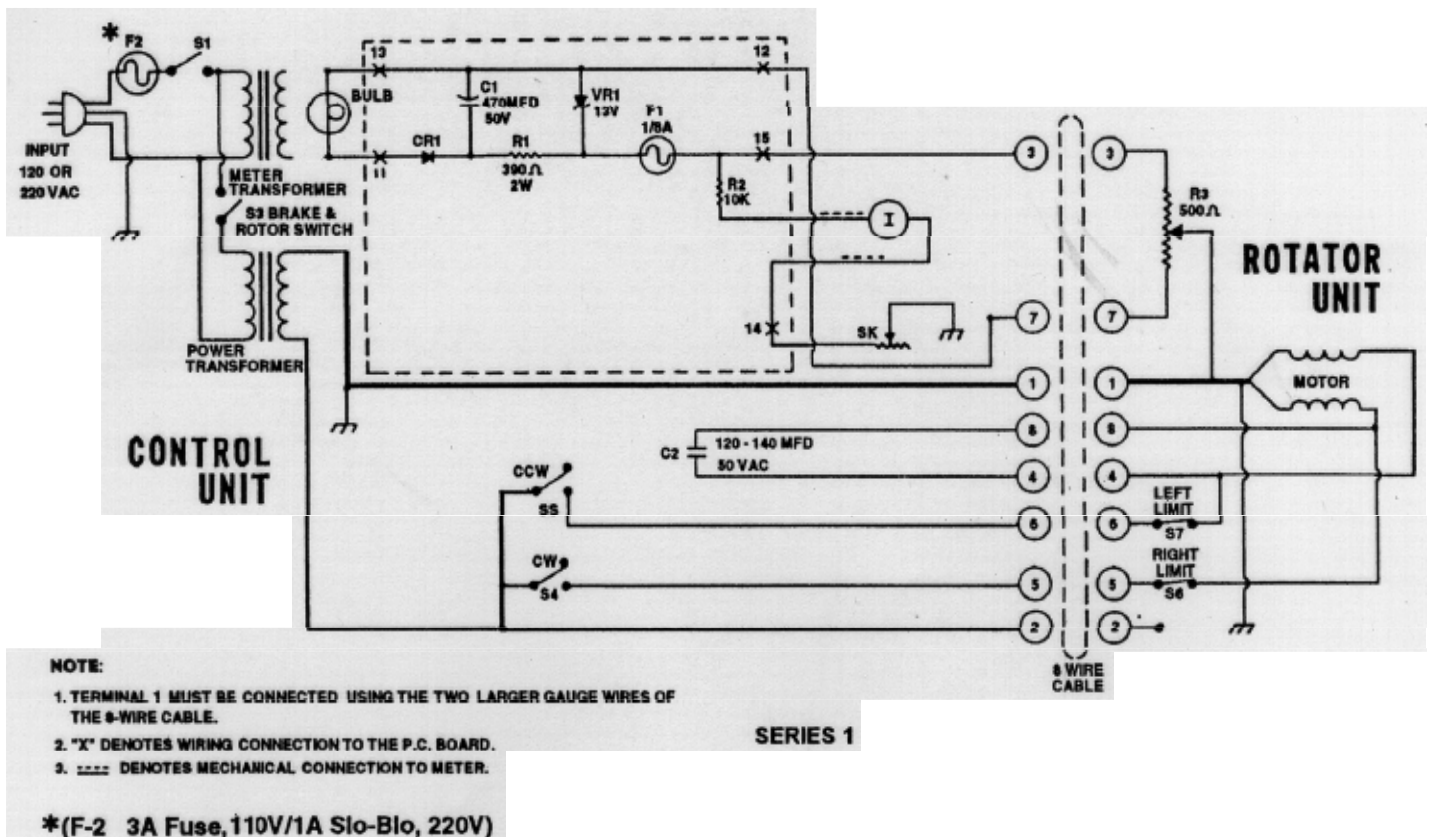 *
F2
S1
INPUT
120 OR
220 VAC
METER
TRANSFORMER
S3 BRAKE &
ROTOR SWITCH
POWER
TRANSFORMER
BULB
13
11
CR1
C1
470MFD
50V
R1
390Ω
2W
VR1
13V
F1
1/8A
12
15
R2
10K
I
14
SK
3
7
1
8
4
6
5
2
3
7
1
8
4
6
5
2
R3
500Ω
ROTATOR
UNIT
MOTOR
CONTROL
UNIT
C2
120 - 140 MFD
50 VAC
CCW
SS
CW
S4
LEFT
LIMIT
S7
RIGHT
LIMIT
S6
8 WIRE
CABLE
NOTE:
1. TERMINAL 1 MUST BE CONNECTED USING THE TWO LARGER GAUGE WIRES OF
THE 8-WIRE CABLE.
2. "X" DENOTES WIRING CONNECTION TO THE P.C. BOARD.
3. ---- DENOTES MECHANICAL CONNECTION TO METER.
SERIES 1
*(F-2 3A Fuse,110V/1A Slo-Blo, 220V)